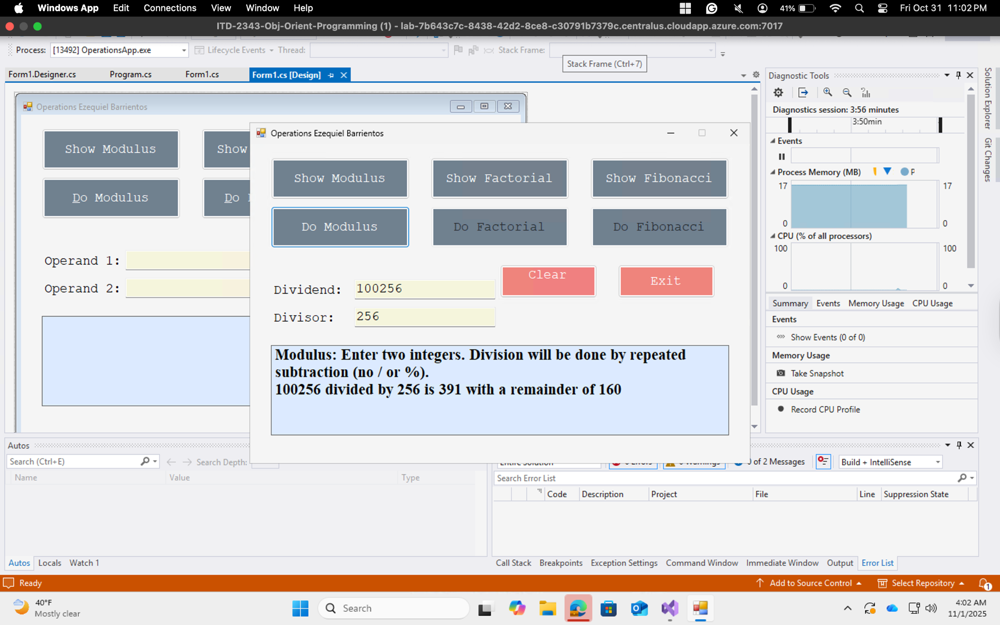 Windows App Edit Connections View Window Help 41% Fri Oct 31 11:02 PM
ITD-2343-Obj-Orient-Programming (1) - lab-7b643c7c-8438-42d2-8ce8-c30791b7379c.centralus.cloudapp.azure.com:7017
Process: [13492] OperationsApp.exe Lifecycle Events Thread: Stack Frame:
Stack Frame (Ctrl+7)
Form1.Designer.cs Program.cs Form1.cs Form1.cs [Design]
Operations Ezequiel Barrientos
Show Modulus Show
Do Modulus Do
Operand 1:
Operand 2:
Operations Ezequiel Barrientos
Show Modulus Show Factorial Show Fibonacci
Do Modulus Do Factorial Do Fibonacci
Clear Exit
Dividend: 100256
Divisor: 256
Modulus: Enter two integers. Division will be done by repeated
subtraction (no / or %).
100256 divided by 256 is 391 with a remainder of 160
Diagnostic Tools
Diagnostics session: 3:56 minutes
3:50min
Events
Process Memory (MB) P
17 17
0 0
CPU (% of all processors)
100 100
0 0
Summary Events Memory Usage CPU Usage
Events
Show Events (0 of 0)
Memory Usage
Take Snapshot
CPU Usage
Record CPU Profile
Solution Explorer
Git Changes
Autos
Search (Ctrl+E) Search Depth:
Name Value Type
Entire Solution 0 Errors 0 Warnings 0 of 2 Messages Build + IntelliSense
Search Error List
Code Description Project File Line Suppression State
Autos Locals Watch 1
Call Stack Breakpoints Exception Settings Command Window Immediate Window Output Error List
Ready Add to Source Control Select Repository 1
40°F
Mostly clear
Search
4:02 AM
11/1/2025